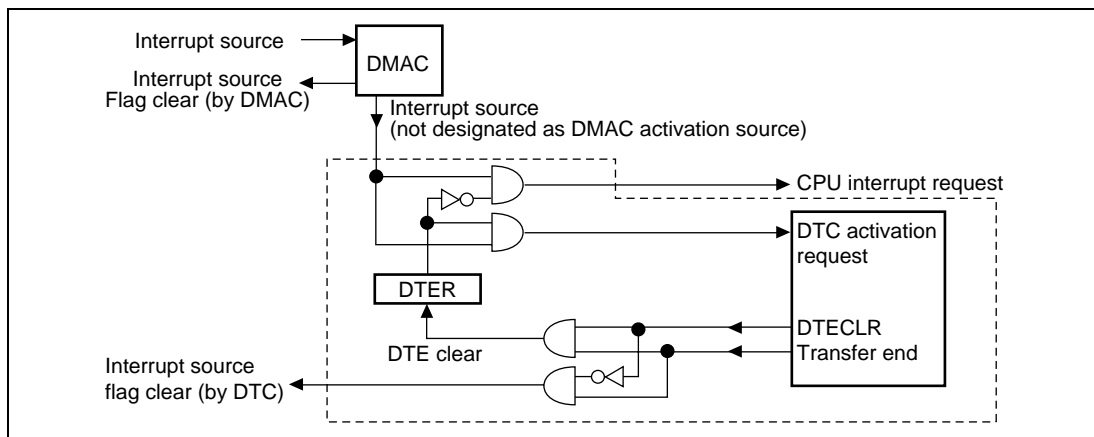 Interrupt source
DMAC
Interrupt source
Flag clear (by DMAC)
Interrupt source
(not designated as DMAC activation source)
CPU interrupt request
DTC activation
request
DTER
DTECLR
DTE clear
Transfer end
Interrupt source
flag clear (by DTC)